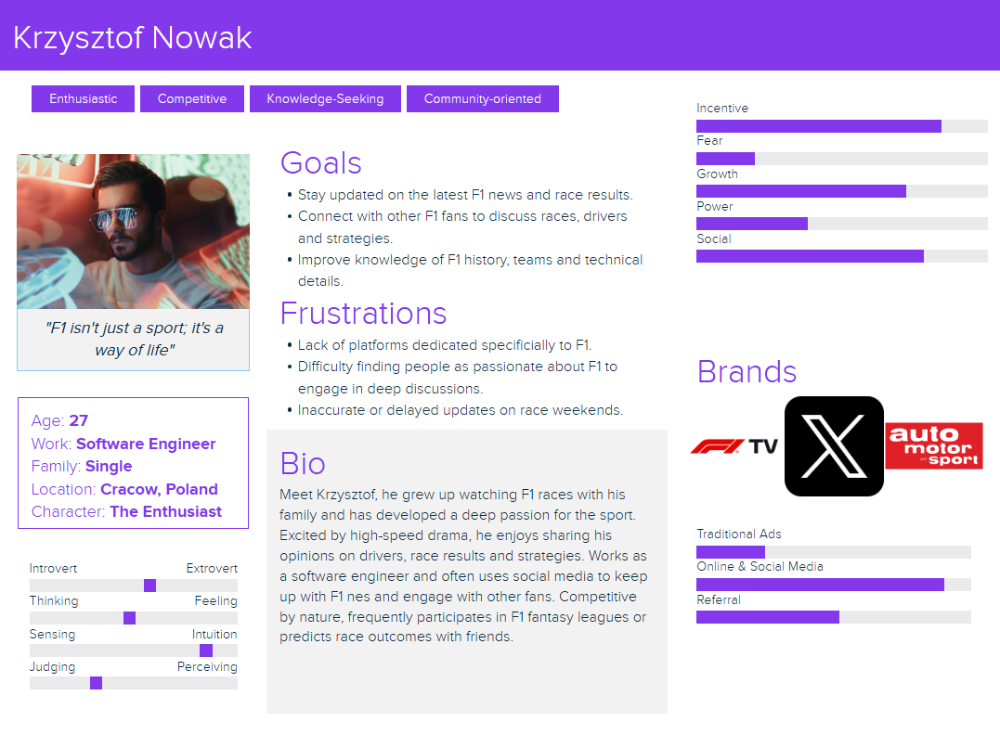 Krzysztof Nowak
Enthusiastic
Competitive
Knowledge-Seeking
Community-oriented
"F1 isn't just a sport; it's a
way of life"
Age: 27
Work: Software Engineer
Family: Single
Location: Cracow, Poland
Character: The Enthusiast
Introvert Extrovert
Thinking Feeling
Sensing Intuition
Judging Perceiving
Goals
• Stay updated on the latest F1 news and race results.
• Connect with other F1 fans to discuss races, drivers
and strategies.
• Improve knowledge of F1 history, teams and technical
details.
Frustrations
• Lack of platforms dedicated specificially to F1.
• Difficulty finding people as passionate about F1 to
engage in deep discussions.
• Inaccurate or delayed updates on race weekends.
Bio
Meet Krzysztof, he grew up watching F1 races with his
family and has developed a deep passion for the sport.
Excited by high-speed drama, he enjoys sharing his
opinions on drivers, race results and strategies. Works as
a software engineer and often uses social media to keep
up with F1 nes and engage with other fans. Competitive
by nature, frequently participates in F1 fantasy leagues or
predicts race outcomes with friends.
Incentive
Fear
Growth
Power
Social
Brands
F1 TV
X
auto
motor
und sport
Traditional Ads
Online & Social Media
Referral